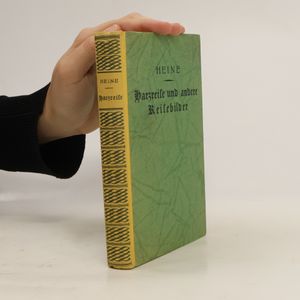 HEINE
Harzreise
HEINE
Harzreise und andere
Reisebilder